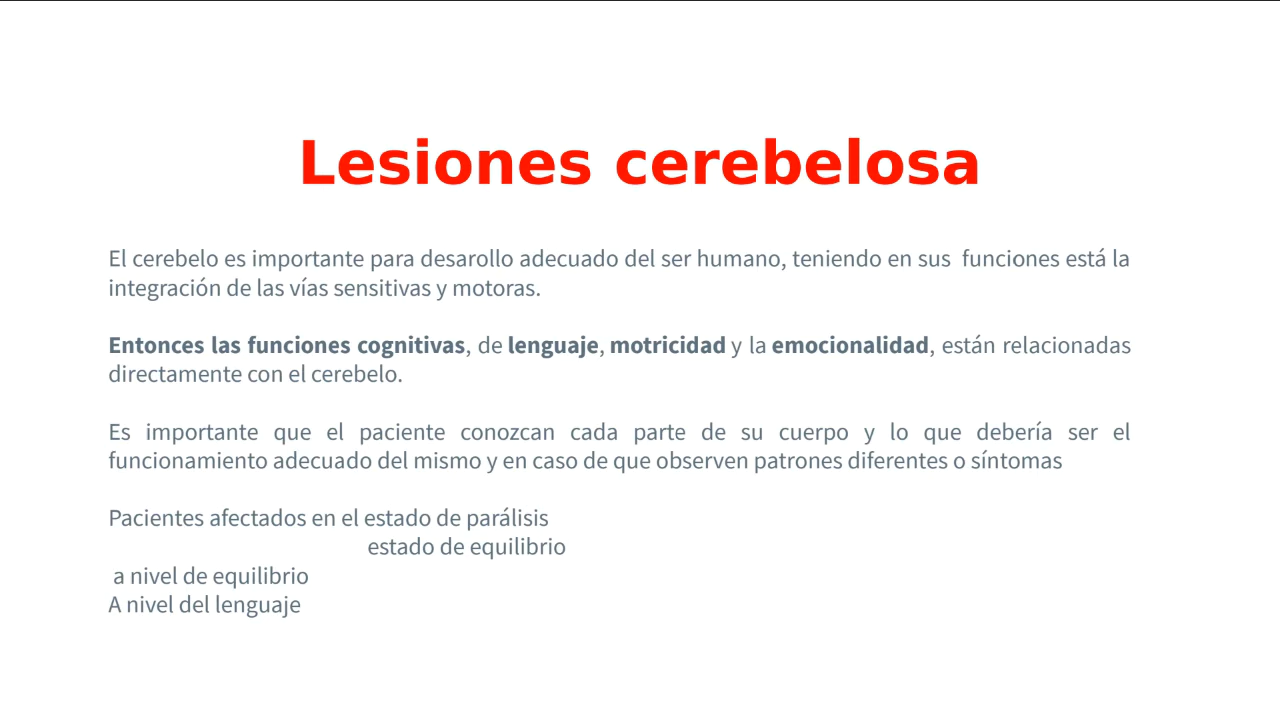 Lesiones cerebelosa
El cerebelo es importante para desarollo adecuado del ser humano, teniendo en sus  funciones está la
integración de las vías sensitivas y motoras.
Entonces las funciones cognitivas, de lenguaje, motricidad y la emocionalidad, están relacionadas
directamente con el cerebelo.
Es importante que el paciente conozcan cada parte de su cuerpo y lo que debería ser el
funcionamiento adecuado del mismo y en caso de que observen patrones diferentes o síntomas
Pacientes afectados en el estado de parálisis
estado de equilibrio
a nivel de equilibrio
A nivel del lenguaje